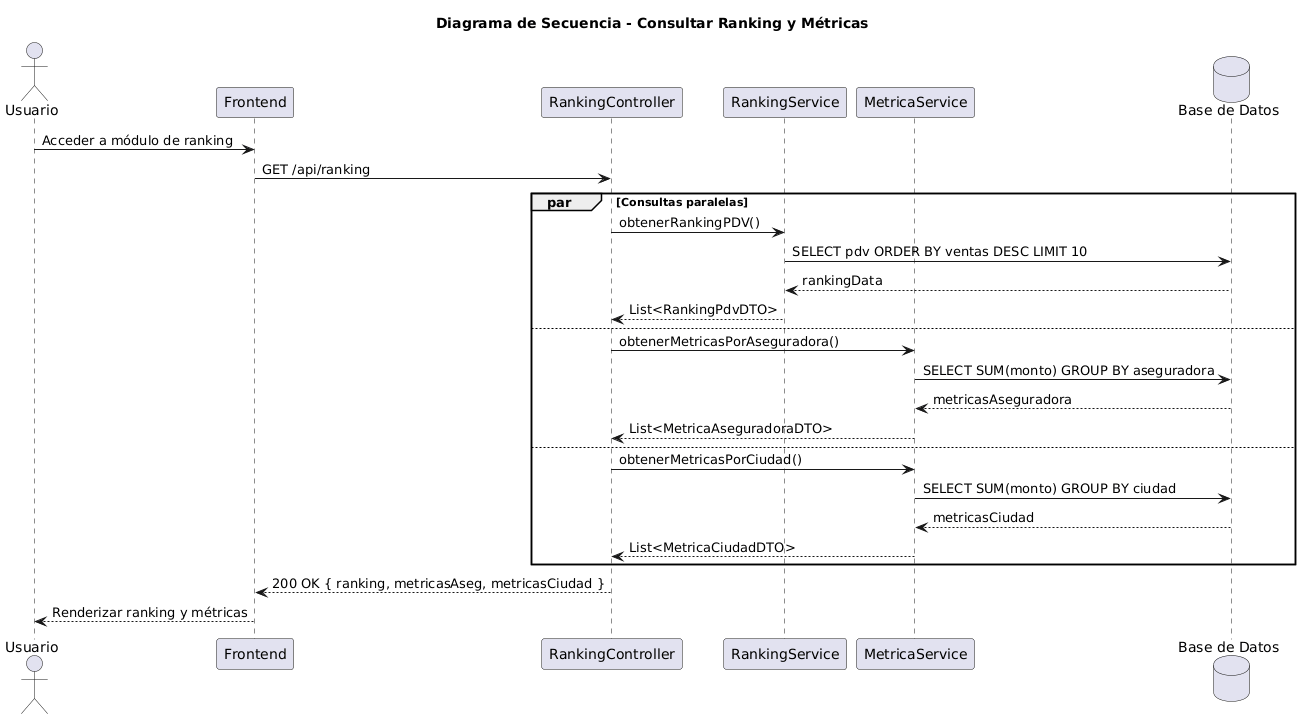 Diagrama de Secuencia - Consultar Ranking y Métricas
Usuario
Frontend
RankingController
RankingService
MetricaService
Base de Datos
Acceder a módulo de ranking
GET /api/ranking
par
[Consultas paralelas]
obtenerRankingPDV()
SELECT pdv ORDER BY ventas DESC LIMIT 10
rankingData
List<RankingPdvDTO>
obtenerMetricasPorAseguradora()
SELECT SUM(monto) GROUP BY aseguradora
metricasAseguradora
List<MetricaAseguradoraDTO>
obtenerMetricasPorCiudad()
SELECT SUM(monto) GROUP BY ciudad
metricasCiudad
List<MetricaCiudadDTO>
200 OK { ranking, metricasAseg, metricasCiudad }
Renderizar ranking y métricas
Usuario
Frontend
RankingController
RankingService
MetricaService
Base de Datos